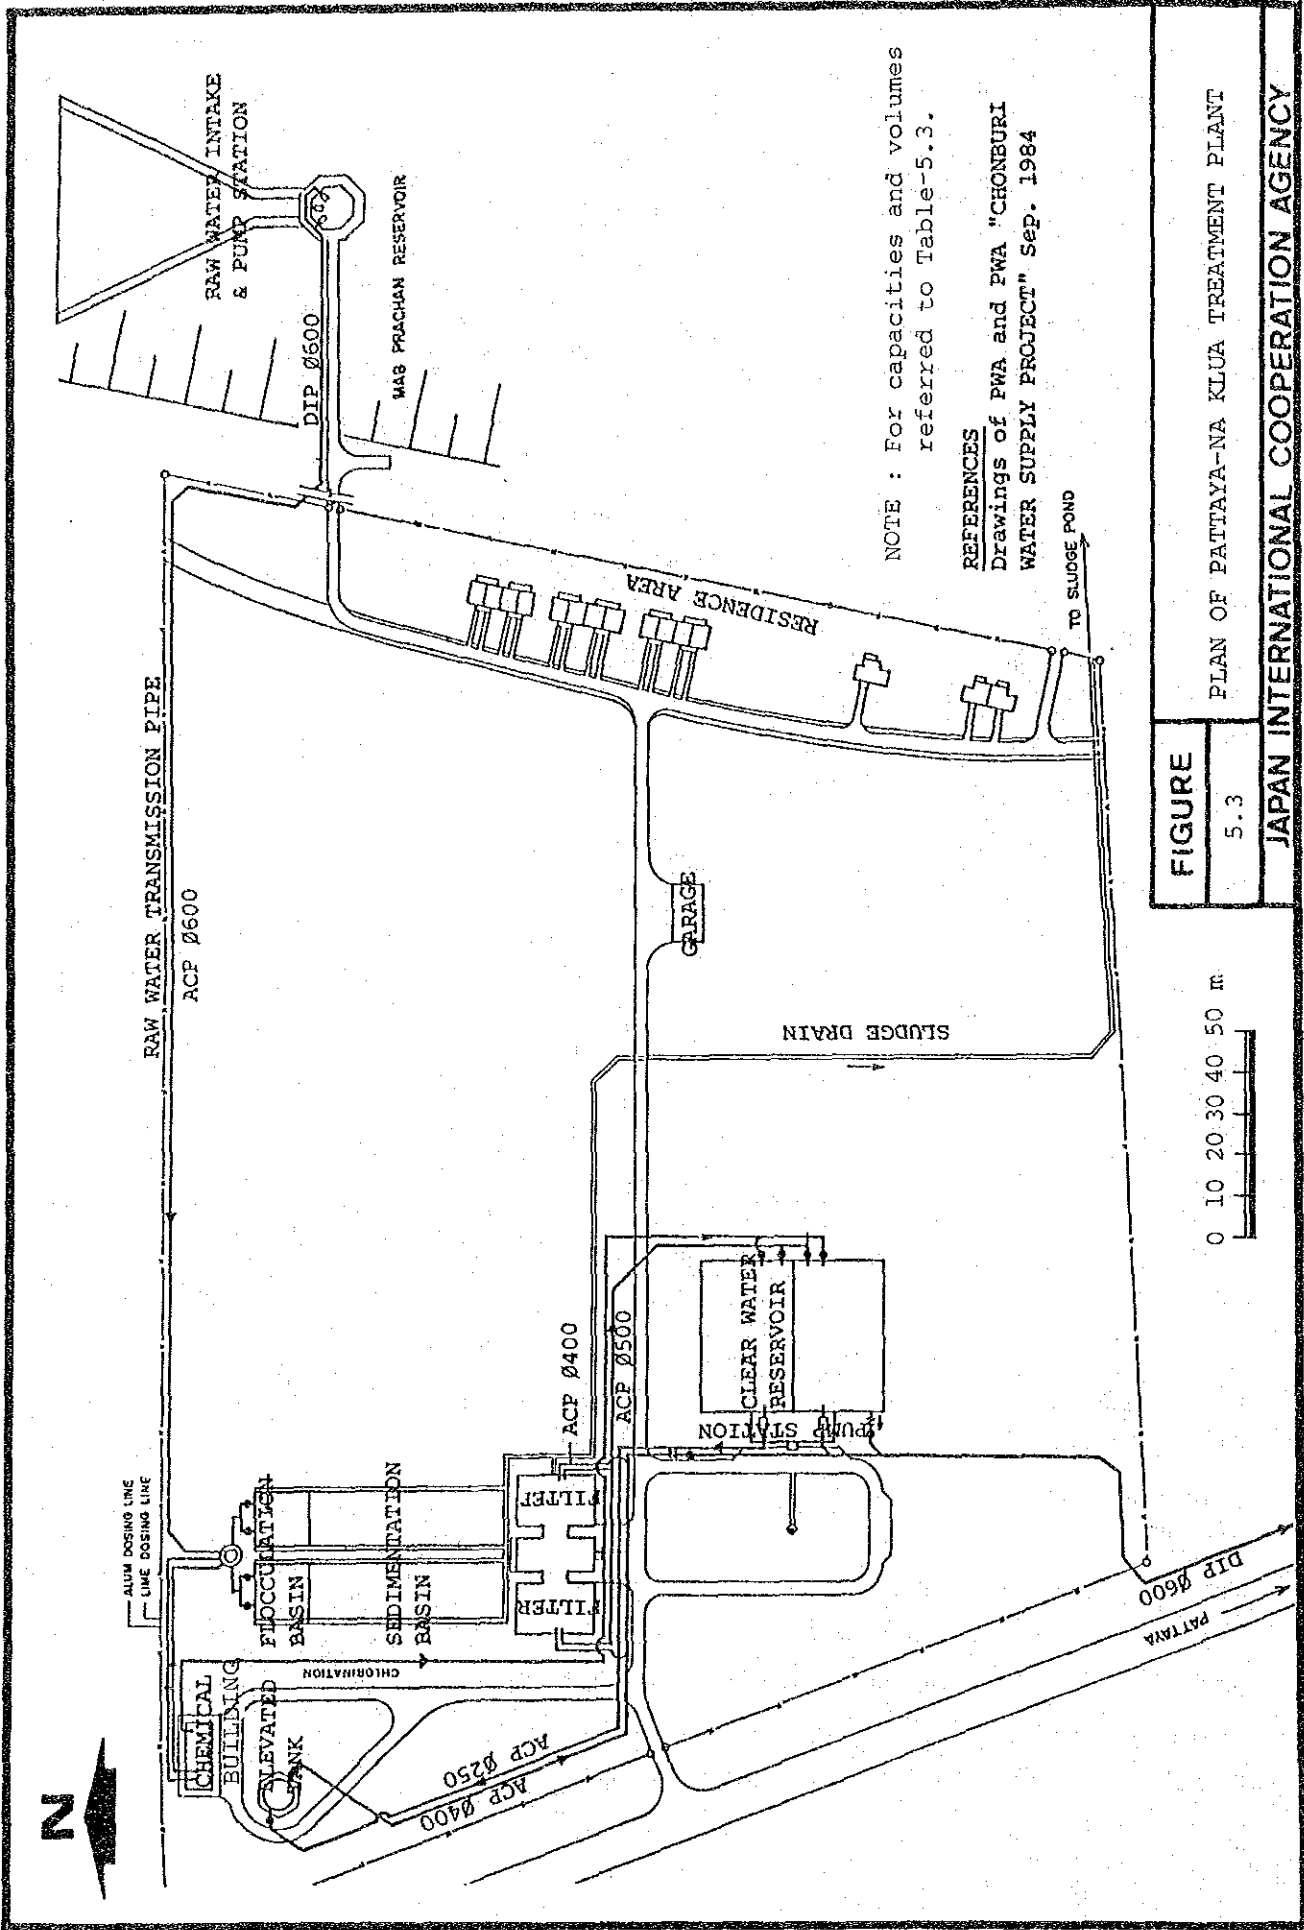 N
ALUM DOSING LINE
LIME DOSING LINE
CHEMICAL
BUILDING
ELEVATED
TANK
FLOCCULATION
BASIN
SEDIMENTATION
BASIN
CHLORINATION
FILTER
FILTER
ACP Ø250
ACP Ø400
ACP Ø400
ACP Ø500
RAW WATER TRANSMISSION PIPE
ACP Ø600
RAW WATER INTAKE
& PUMP STATION
DIP Ø600
MAB PRACHAN RESERVOIR
RESIDENCE AREA
GARAGE
SLUDGE DRAIN
CLEAR WATER
RESERVOIR
PUMP STATION
TO SLUDGE POND
DIP Ø600
PATTAYA
NOTE : For capacities and volumes
referred to Table-5.3.
REFERENCES
Drawings of PWA and PWA "CHONBURI
WATER SUPPLY PROJECT" Sep. 1984
0 10 20 30 40 50 m
FIGURE
5.3
PLAN OF PATTAYA-NA KLUA TREATMENT PLANT
JAPAN INTERNATIONAL COOPERATION AGENCY